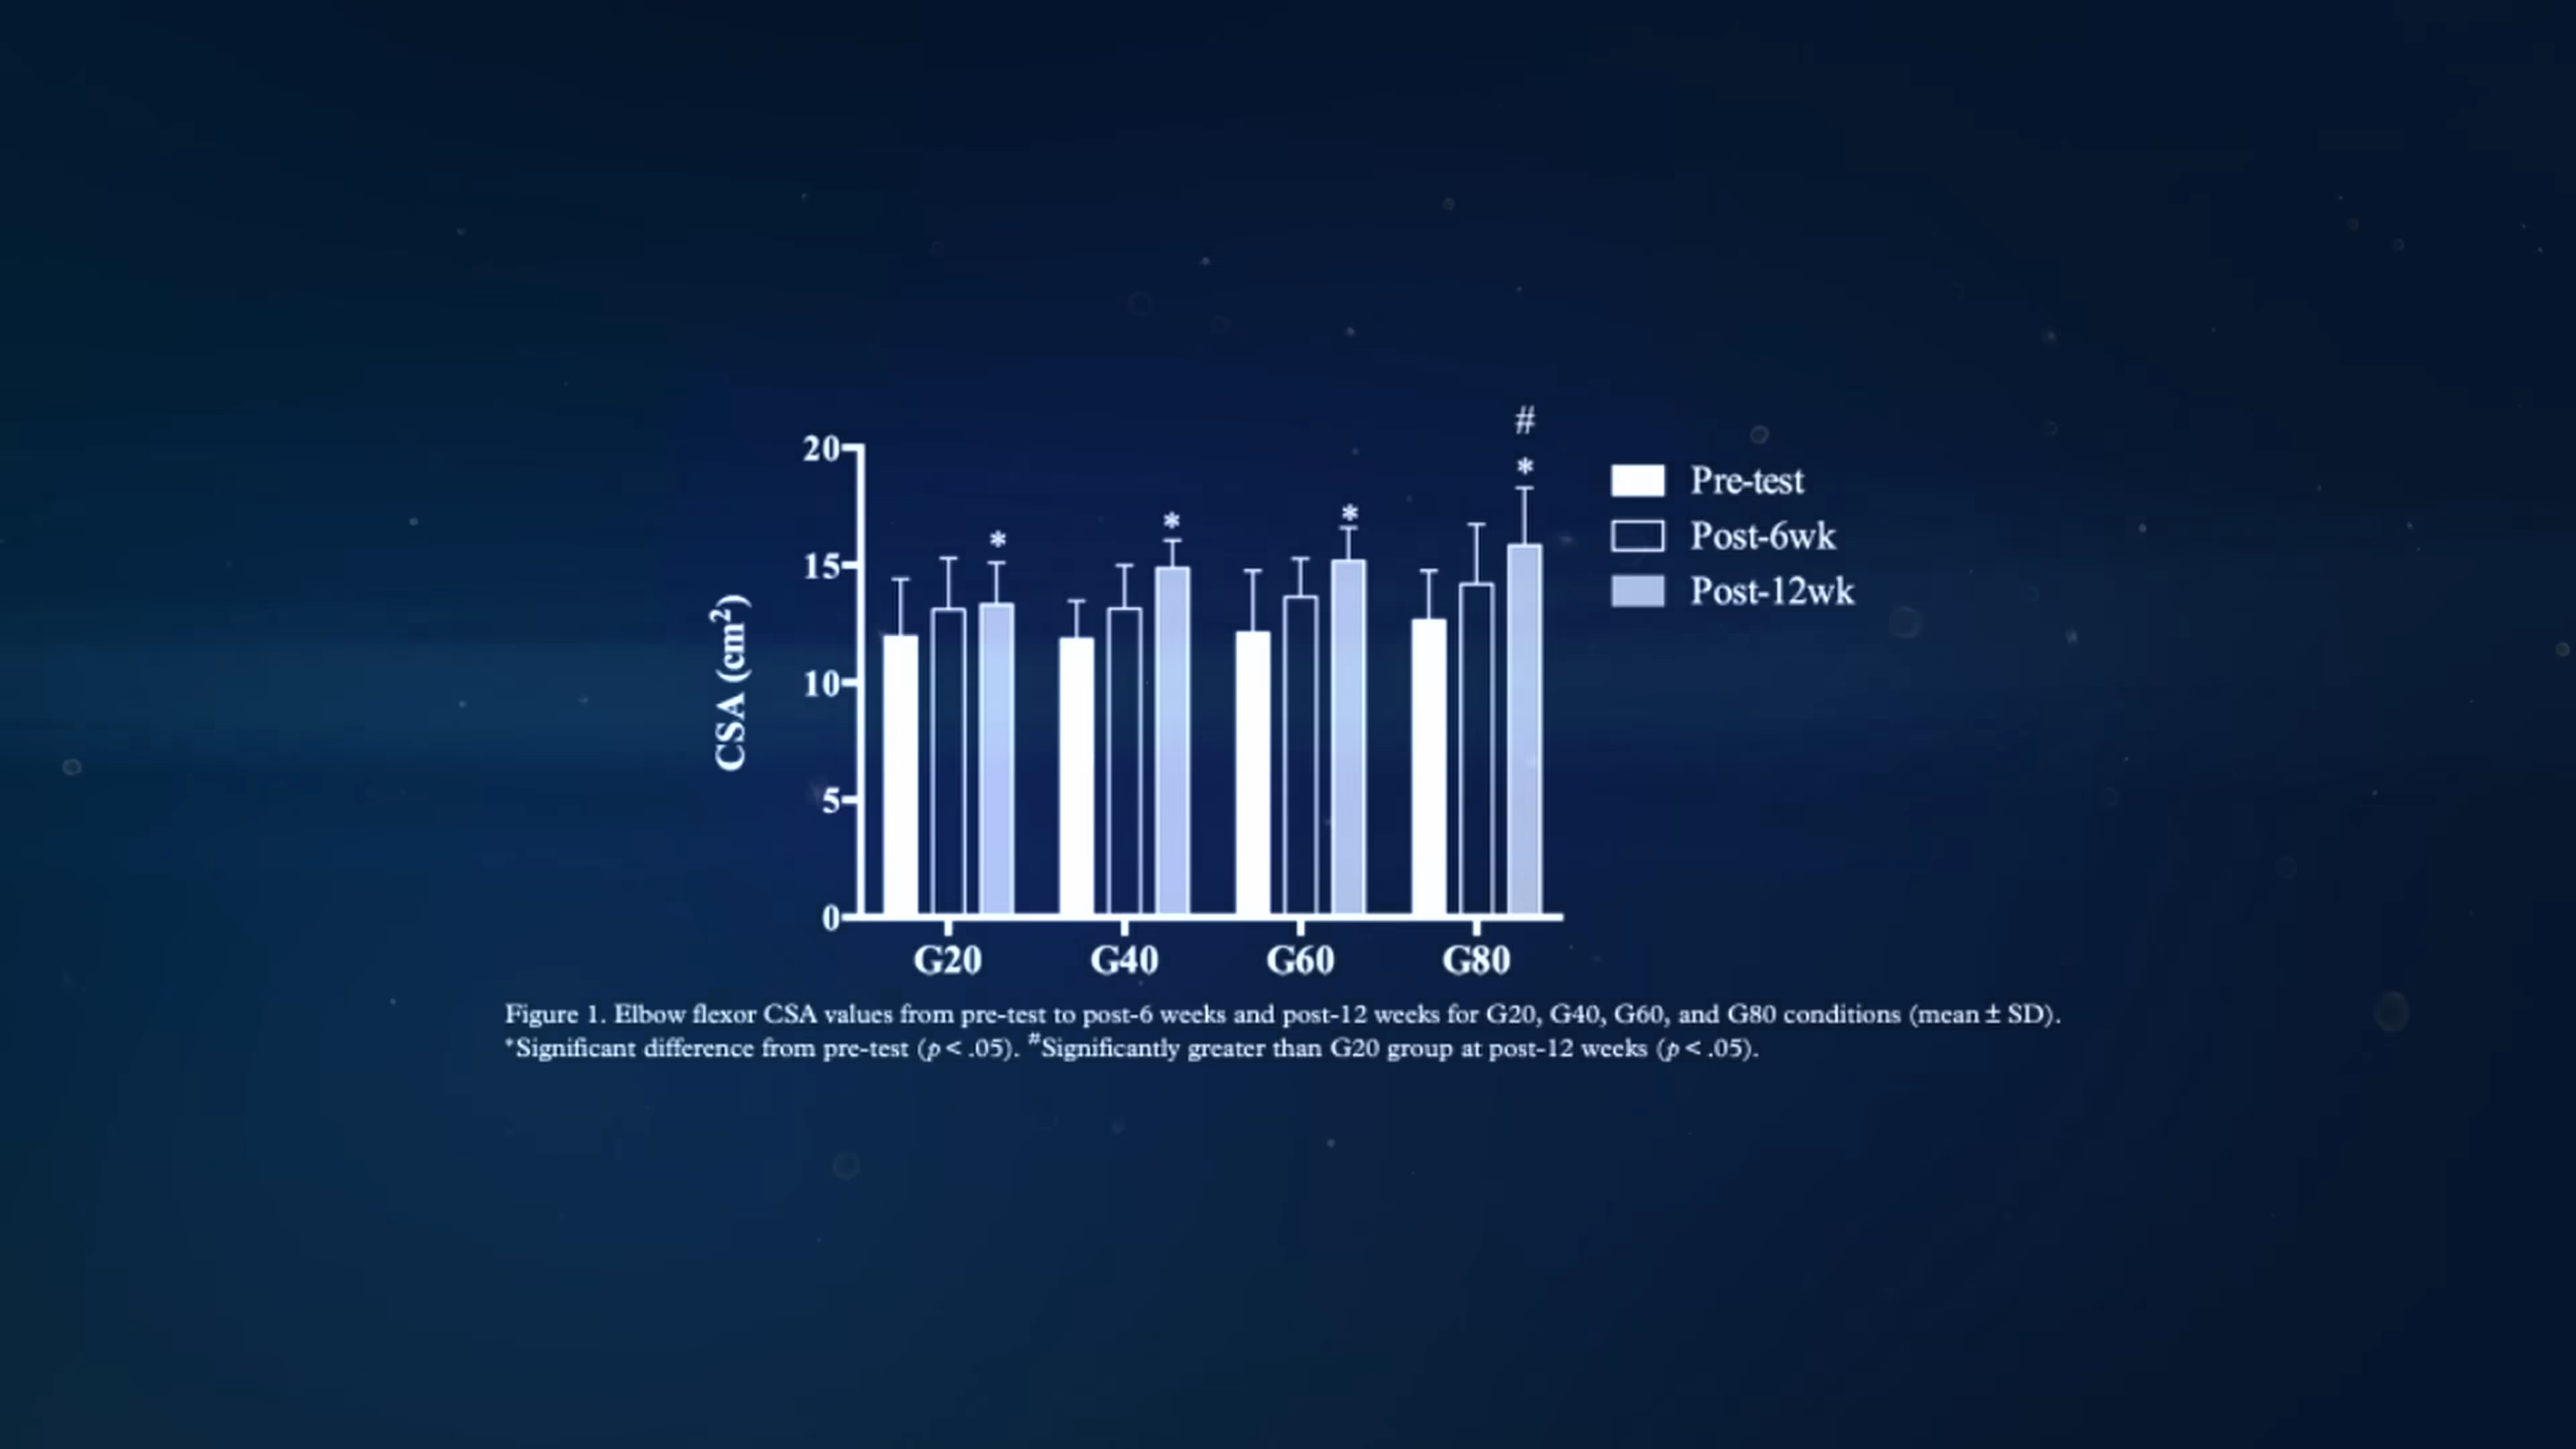 #
20
*
Pre-test
*
*
*
Post-6wk
15
Post-12wk
CSA (cm²)
10
5
0
G20 G40 G60 G80
Figure 1. Elbow flexor CSA values from pre-test to post-6 weeks and post-12 weeks for G20, G40, G60, and G80 conditions (mean ± SD).
*Significant difference from pre-test (p < .05). #Significantly greater than G20 group at post-12 weeks (p < .05).